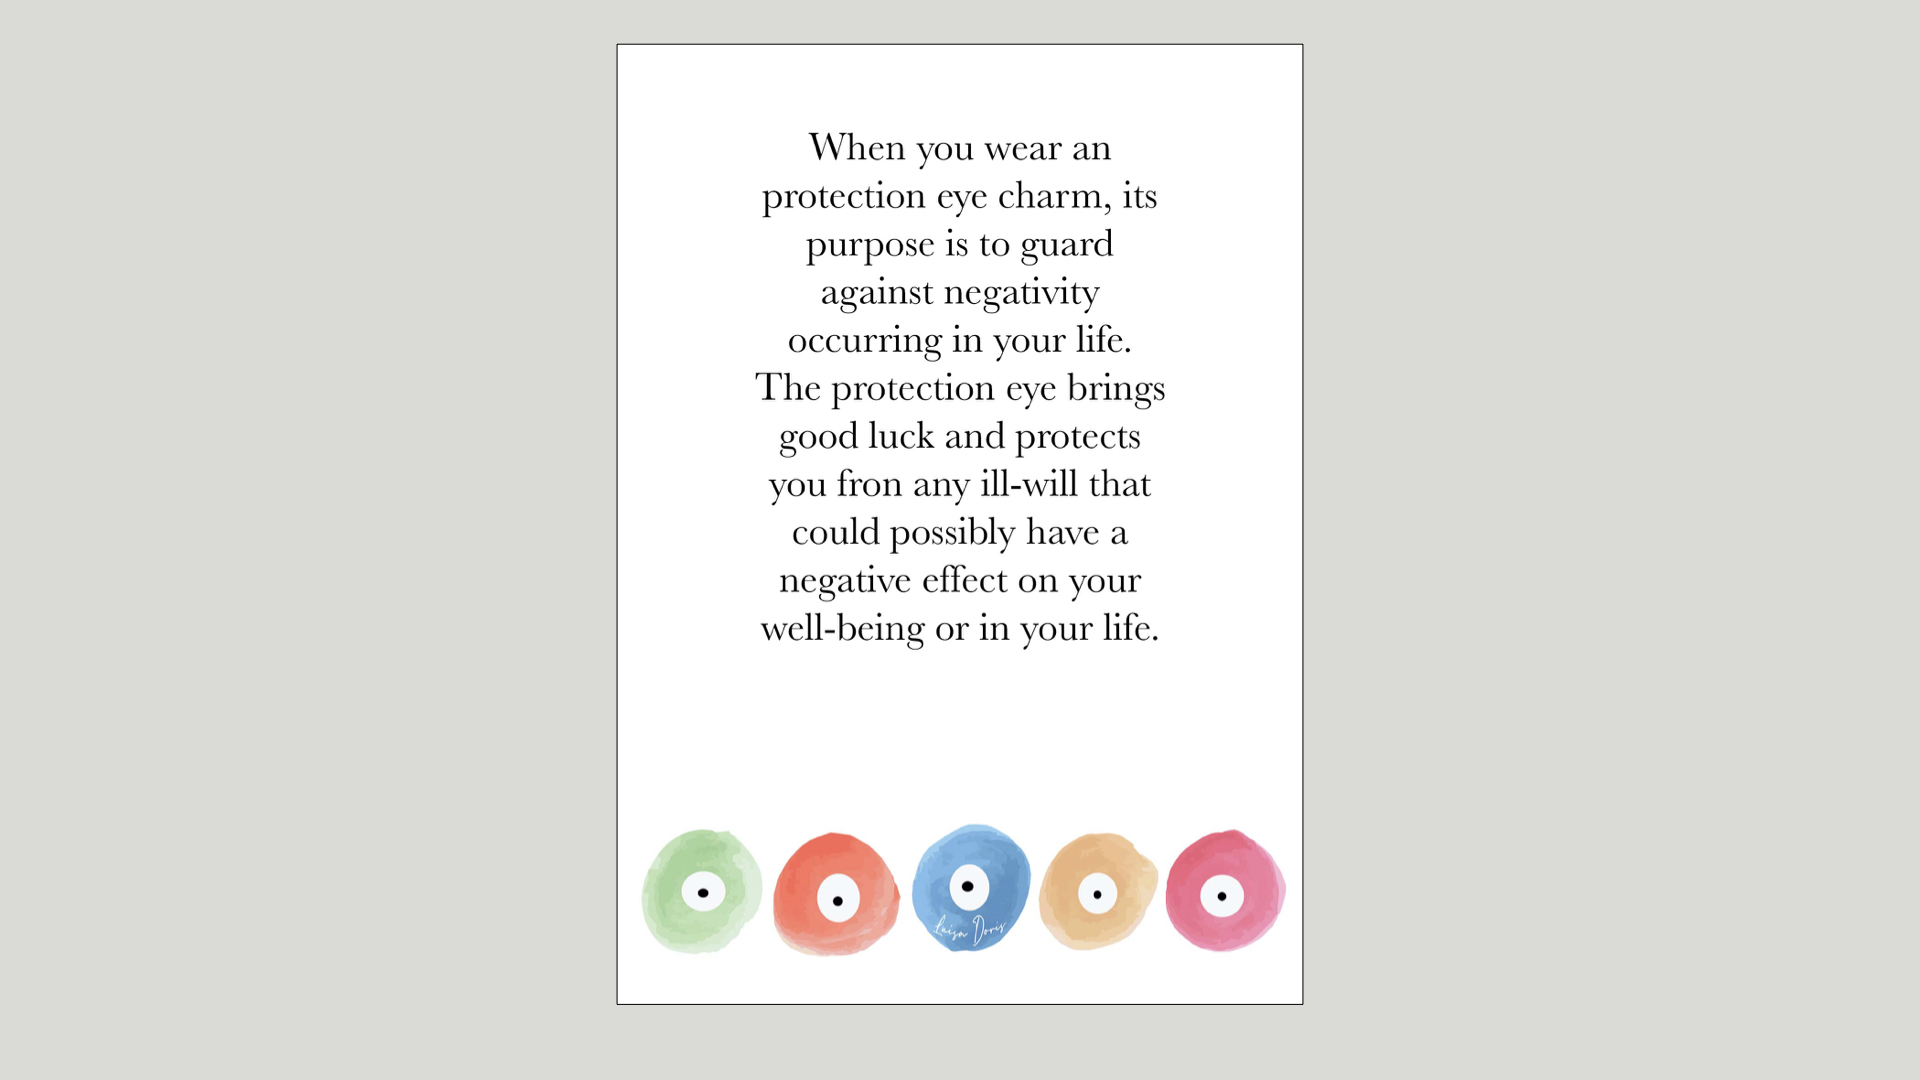 When you wear an
protection eye charm, its
purpose is to guard
against negativity
occurring in your life.
The protection eye brings
good luck and protects
you fron any ill-will that
could possibly have a
negative effect on your
well-being or in your life.
Luisa Doris